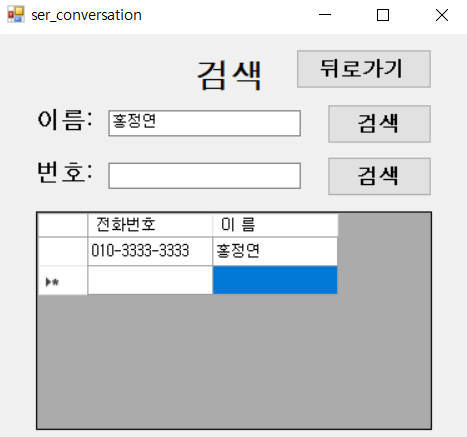 ser_conversation
검색 뒤로가기
이름: 홍정연 검색
번호: 검색
전화번호 이 름
010-3333-3333 홍정연